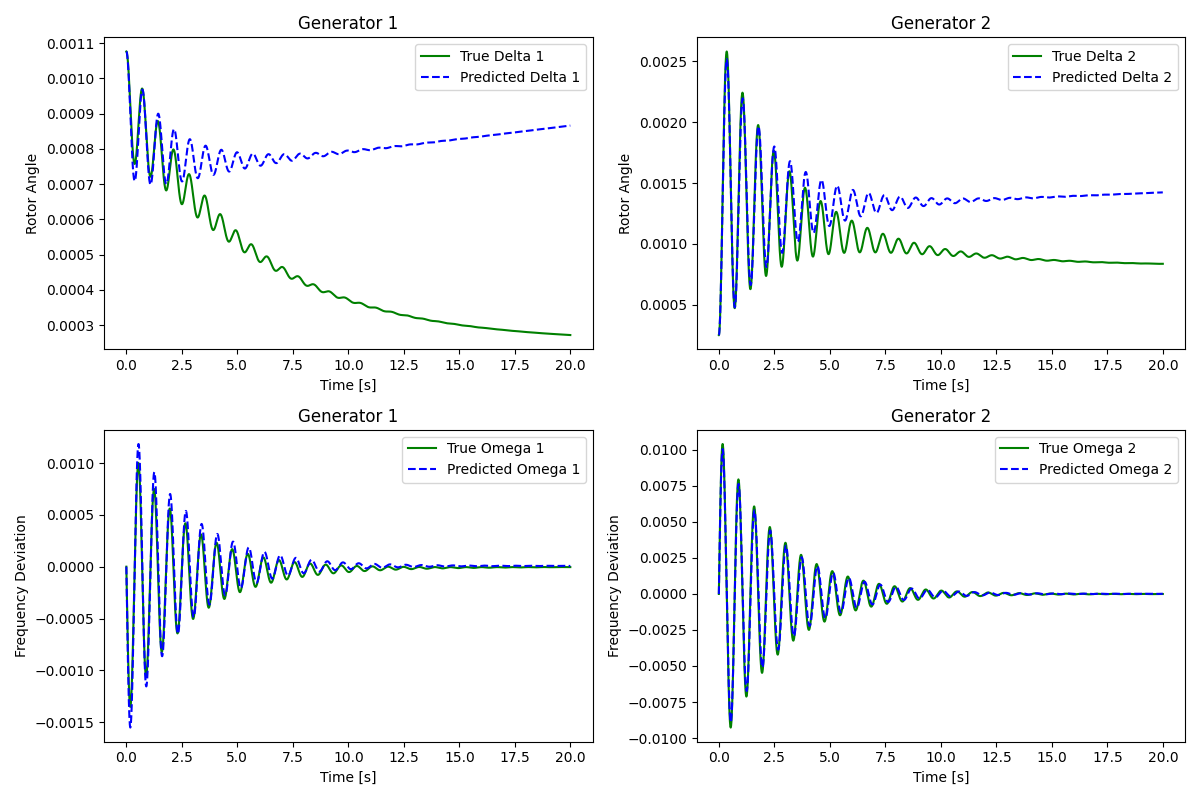 Generator 1
Rotor Angle
0.0011
0.0010
0.0009
0.0008
0.0007
0.0006
0.0005
0.0004
0.0003
True Delta 1
Predicted Delta 1
0.0 2.5 5.0 7.5 10.0 12.5 15.0 17.5 20.0
Time [s]
Generator 2
Rotor Angle
0.0025
0.0020
0.0015
0.0010
0.0005
True Delta 2
Predicted Delta 2
0.0 2.5 5.0 7.5 10.0 12.5 15.0 17.5 20.0
Time [s]
Generator 1
Frequency Deviation
0.0010
0.0005
0.0000
−0.0005
−0.0010
−0.0015
True Omega 1
Predicted Omega 1
0.0 2.5 5.0 7.5 10.0 12.5 15.0 17.5 20.0
Time [s]
Generator 2
Frequency Deviation
0.0100
0.0075
0.0050
0.0025
0.0000
−0.0025
−0.0050
−0.0075
−0.0100
True Omega 2
Predicted Omega 2
0.0 2.5 5.0 7.5 10.0 12.5 15.0 17.5 20.0
Time [s]